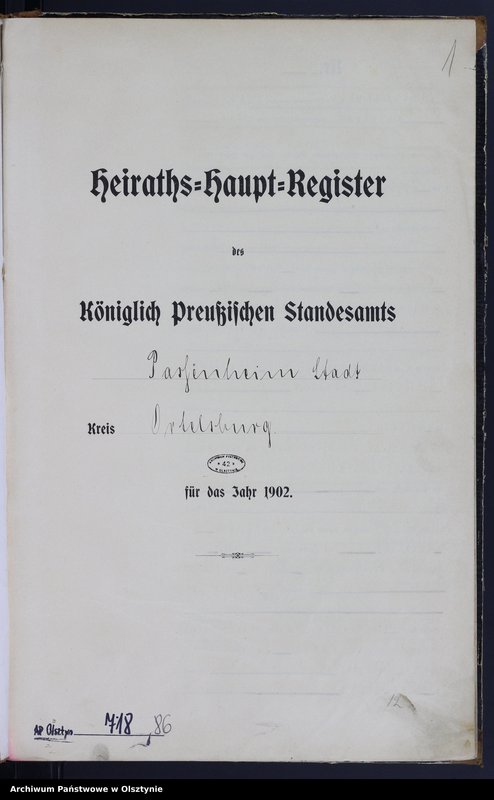 1
Heiraths=Haupt=Register
des
Königlich Preußischen Standesamts
Passenheim Stadt
Kreis Ortelsburg
42
für das Jahr 1902.
12
AP Olsztyn 718 86
Archiwum Państwowe w Olsztynie